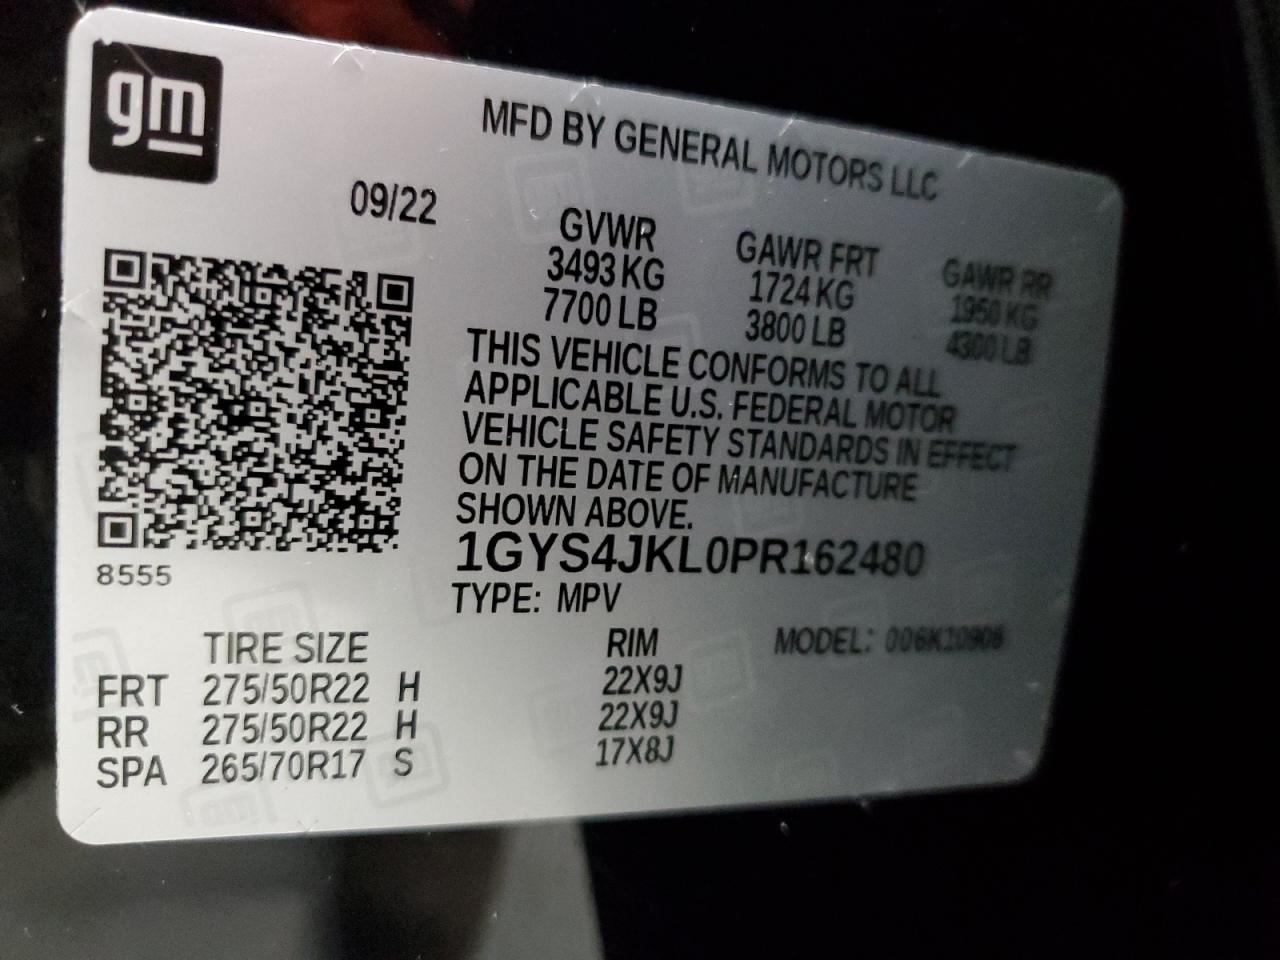 gm
MFD BY GENERAL MOTORS LLC
09/22
GVWR GAWR FRT GAWR RR
3493 KG 1724 KG 1950 KG
7700 LB 3800 LB 4300 LB
THIS VEHICLE CONFORMS TO ALL
APPLICABLE U.S. FEDERAL MOTOR
VEHICLE SAFETY STANDARDS IN EFFECT
ON THE DATE OF MANUFACTURE
SHOWN ABOVE.
1GYS4JKL0PR162480
8555
TYPE: MPV
TIRE SIZE RIM MODEL:
FRT 275/50R22 H 22X9J
RR 275/50R22 H 22X9J
SPA 265/70R17 S 17X8J